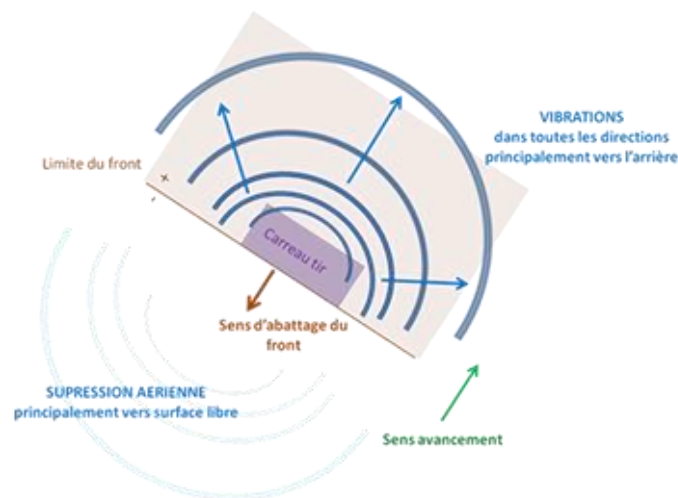 VIBRATIONS
dans toutes les directions
principalement vers l'arrière
Limite du front
+
-
Carreau tir
Sens d'abattage du
front
SUPRESSION AERIENNE
principalement vers surface libre
Sens avancement